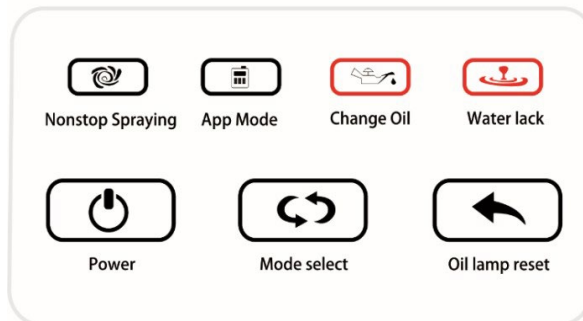 Nonstop Spraying
App Mode
Change Oil
Water lack
Power
Mode select
Oil lamp reset